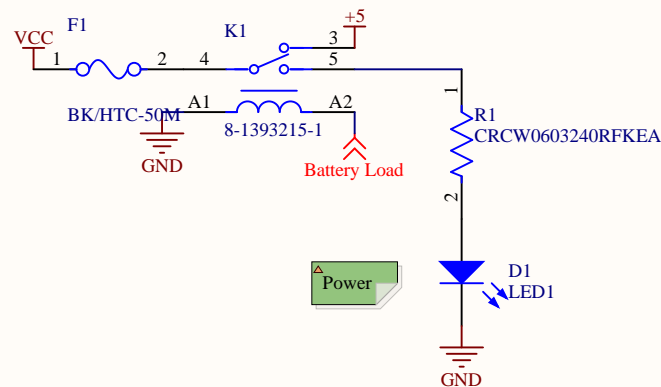 +5
F1
K1
VCC
3
1
2
4
5
A1
A2
1
BK/HTC-50M
8-1393215-1
R1
CRCW0603240RFKEA
GND
Battery Load
2
Power
D1
LED1
GND